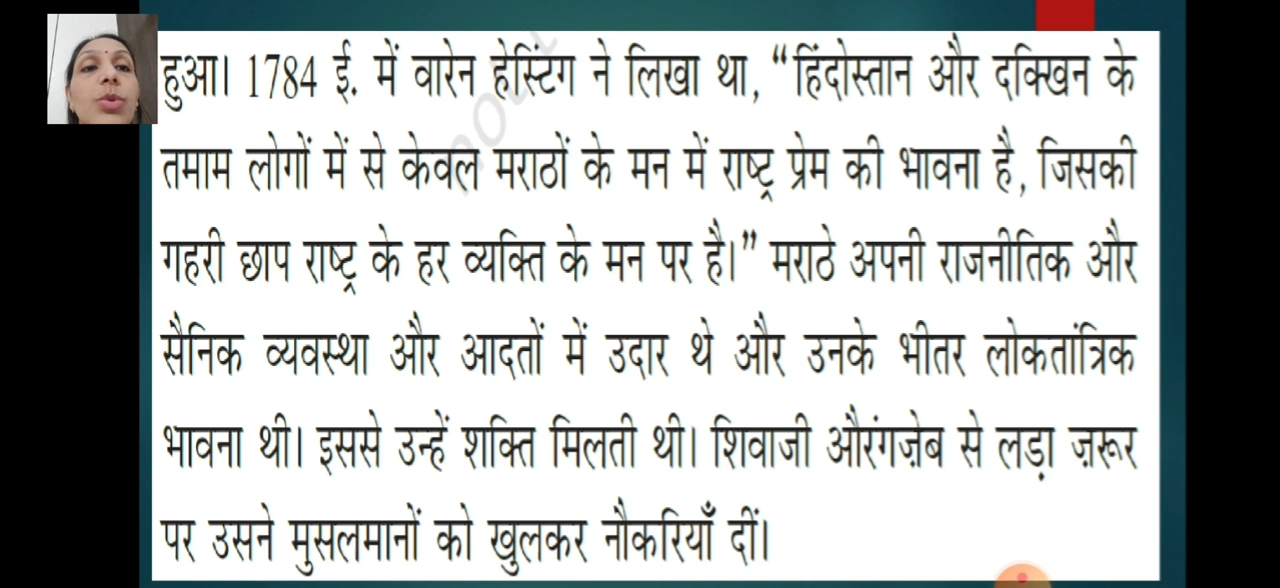 हुआ। 1784 ई. में वारेन हेस्टिंग ने लिखा था, “हिंदोस्तान और दक्खिन के
तमाम लोगों में से केवल मराठों के मन में राष्ट्र प्रेम की भावना है, जिसकी
गहरी छाप राष्ट्र के हर व्यक्ति के मन पर है।” मराठे अपनी राजनीतिक और
सैनिक व्यवस्था और आदतों में उदार थे और उनके भीतर लोकतांत्रिक
भावना थी। इससे उन्हें शक्ति मिलती थी। शिवाजी औरंगज़ेब से लड़ा ज़रूर
पर उसने मुसलमानों को खुलकर नौकरियाँ दीं।